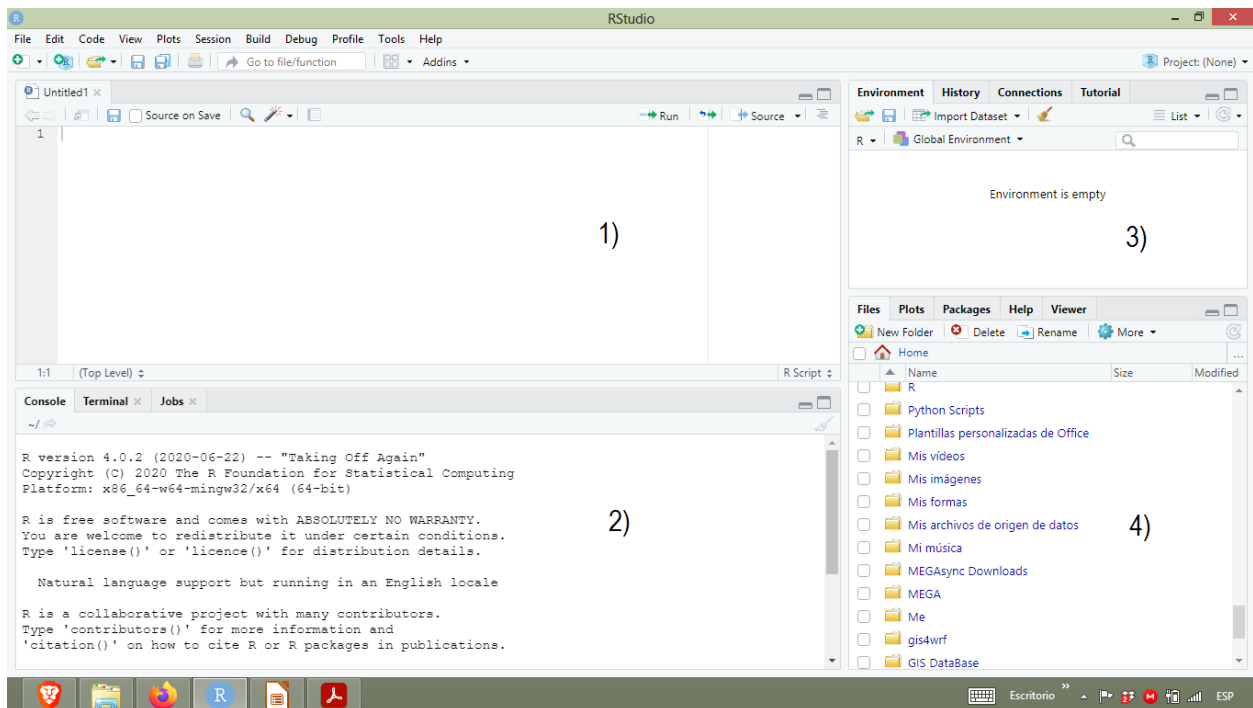 RStudio
File Edit Code View Plots Session Build Debug Profile Tools Help
Go to file/function Addins Project: (None)
Untitled1
Source on Save Run Source
1
1)
1:1 (Top Level) R Script
Console Terminal Jobs
~/
R version 4.0.2 (2020-06-22) -- "Taking Off Again"
Copyright (C) 2020 The R Foundation for Statistical Computing
Platform: x86_64-w64-mingw32/x64 (64-bit)
R is free software and comes with ABSOLUTELY NO WARRANTY.
You are welcome to redistribute it under certain conditions.
Type 'license()' or 'licence()' for distribution details.
Natural language support but running in an English locale
R is a collaborative project with many contributors.
Type 'contributors()' for more information and
'citation()' on how to cite R or R packages in publications.
2)
Environment History Connections Tutorial
Import Dataset List
R Global Environment
Environment is empty
3)
Files Plots Packages Help Viewer
New Folder Delete Rename More
Home ...
Name Size Modified
R
Python Scripts
Plantillas personalizadas de Office
Mis vídeos
Mis imágenes
Mis formas
Mis archivos de origen de datos
Mi música
MEGAsync Downloads
MEGA
Me
gis4wrf
GIS DataBase
4)
Escritorio ESP